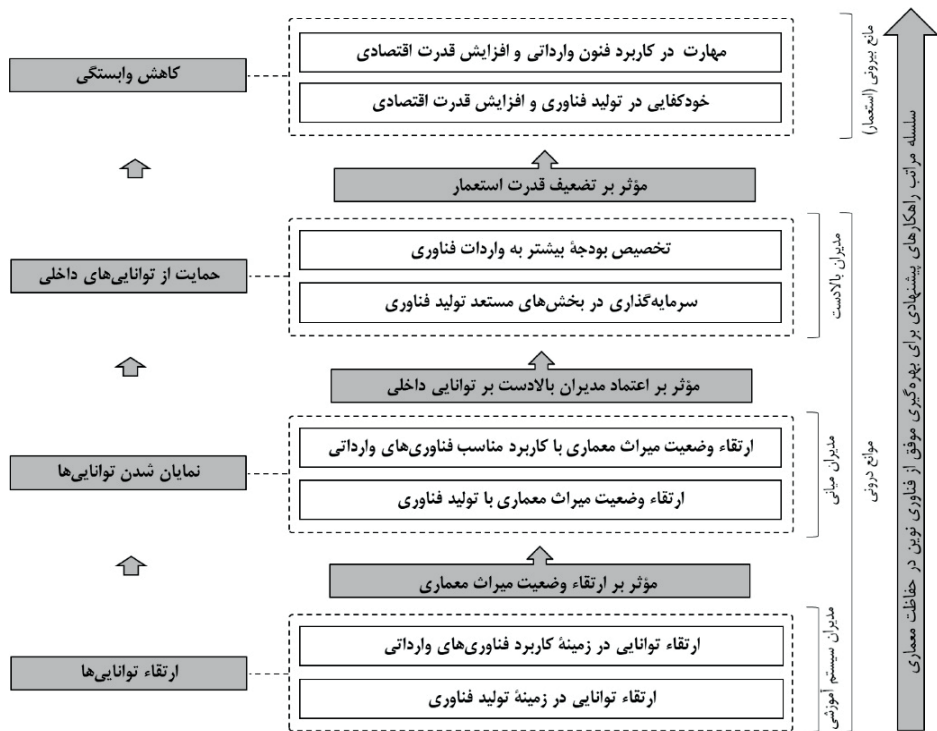 سلسله مراتب راهکارهای پیشنهادی برای بهره‌گیری موفق از فناوری نوین در حفاظت معماری
مانع بیرونی (استعمار)
مهارت در کاربرد فنون وارداتی و افزایش قدرت اقتصادی
خودکفایی در تولید فناوری و افزایش قدرت اقتصادی
کاهش وابستگی
مؤثر بر تضعیف قدرت استعمار
موانع درونی
مدیران بالادست
تخصیص بودجهٔ بیشتر به واردات فناوری
سرمایه‌گذاری در بخش‌های مستعد تولید فناوری
حمایت از توانایی‌های داخلی
مؤثر بر اعتماد مدیران بالادست بر توانایی داخلی
مدیران میانی
ارتقاء وضعیت میراث معماری با کاربرد مناسب فناوری‌های وارداتی
ارتقاء وضعیت میراث معماری با تولید فناوری
نمایان شدن توانایی‌ها
مؤثر بر ارتقاء وضعیت میراث معماری
مدیران سیستم آموزشی
ارتقاء توانایی در زمینهٔ کاربرد فناوری‌های وارداتی
ارتقاء توانایی در زمینهٔ تولید فناوری
ارتقاء توانایی‌ها